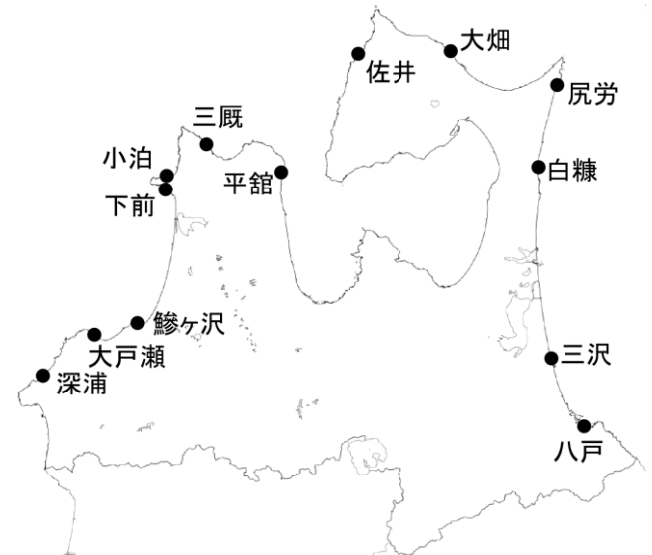 大畑
佐井
尻労
三厩
小泊
平舘
白糠
下前
鰺ヶ沢
大戸瀬
三沢
深浦
八戸